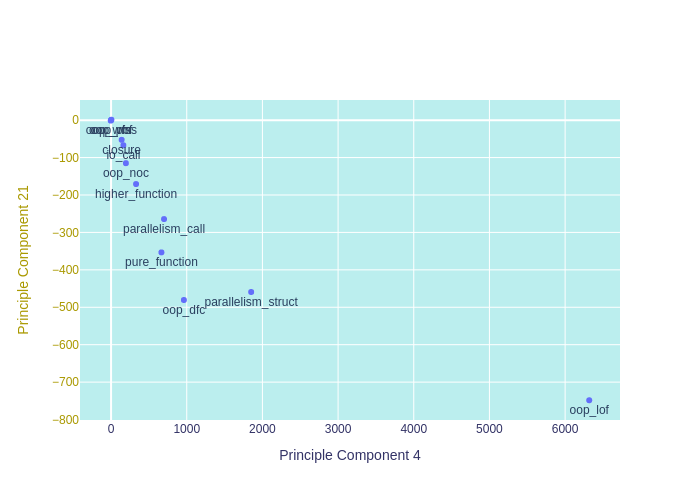 0
−100
−200
−300
−400
−500
−600
−700
−800
closure
io_call
oop_noc
higher_function
parallelism_call
pure_function
parallelism_struct
oop_dfc
oop_lof
0
1000
2000
3000
4000
5000
6000
Principle Component 4
Principle Component 21